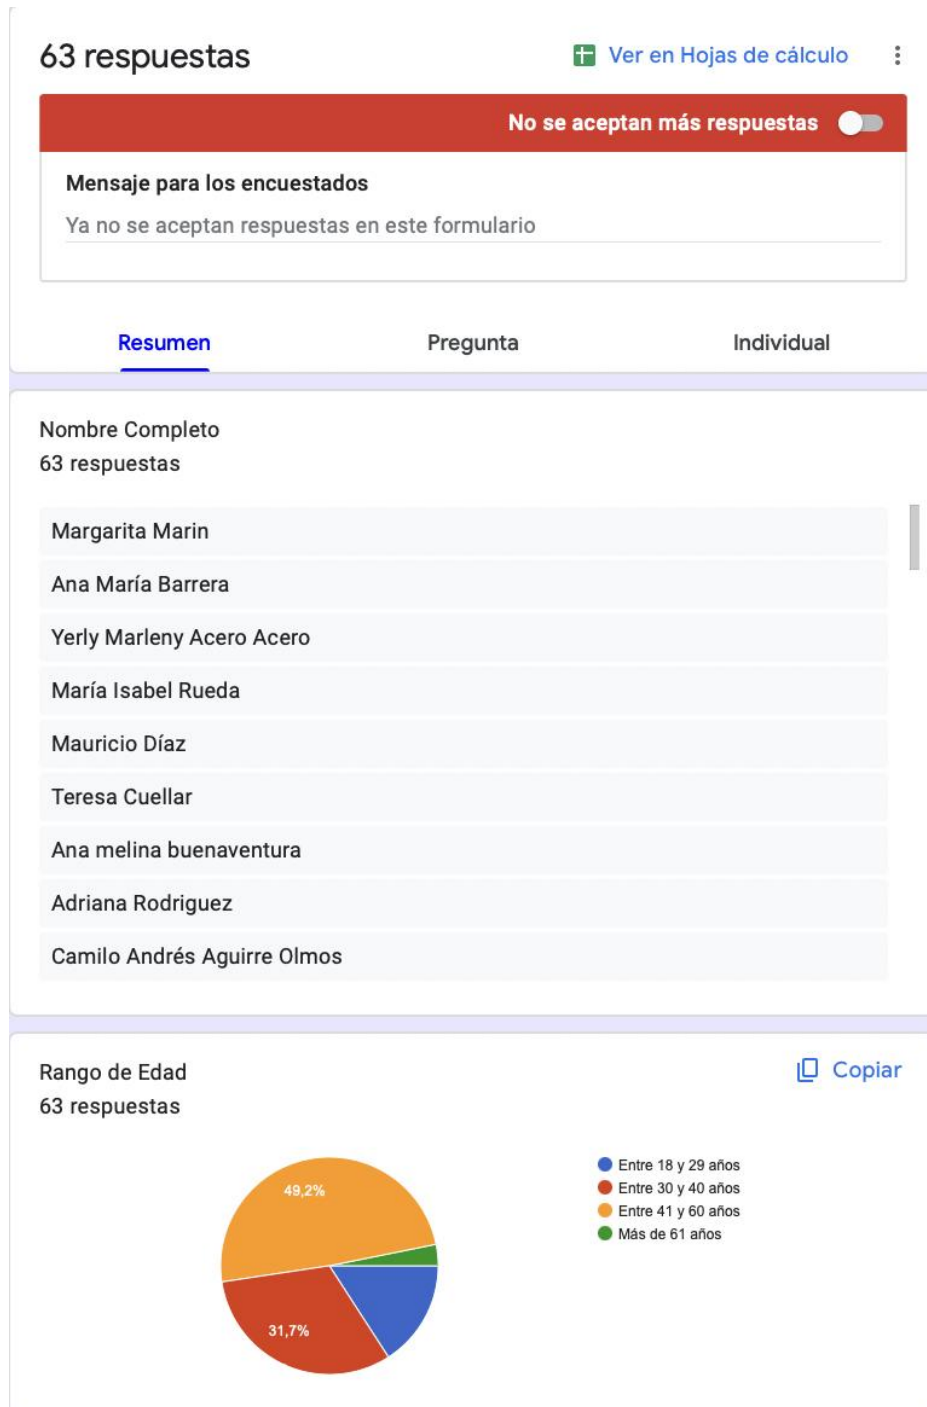 63 respuestas
Ver en Hojas de cálculo
No se aceptan más respuestas
Mensaje para los encuestados
Ya no se aceptan respuestas en este formulario
Resumen
Pregunta
Individual
Nombre Completo
63 respuestas
Margarita Marin
Ana María Barrera
Yerly Marleny Acero Acero
María Isabel Rueda
Mauricio Díaz
Teresa Cuellar
Ana melina buenaventura
Adriana Rodriguez
Camilo Andrés Aguirre Olmos
Rango de Edad
Copiar
63 respuestas
49,2%
31,7%
Entre 18 y 29 años
Entre 30 y 40 años
Entre 41 y 60 años
Más de 61 años